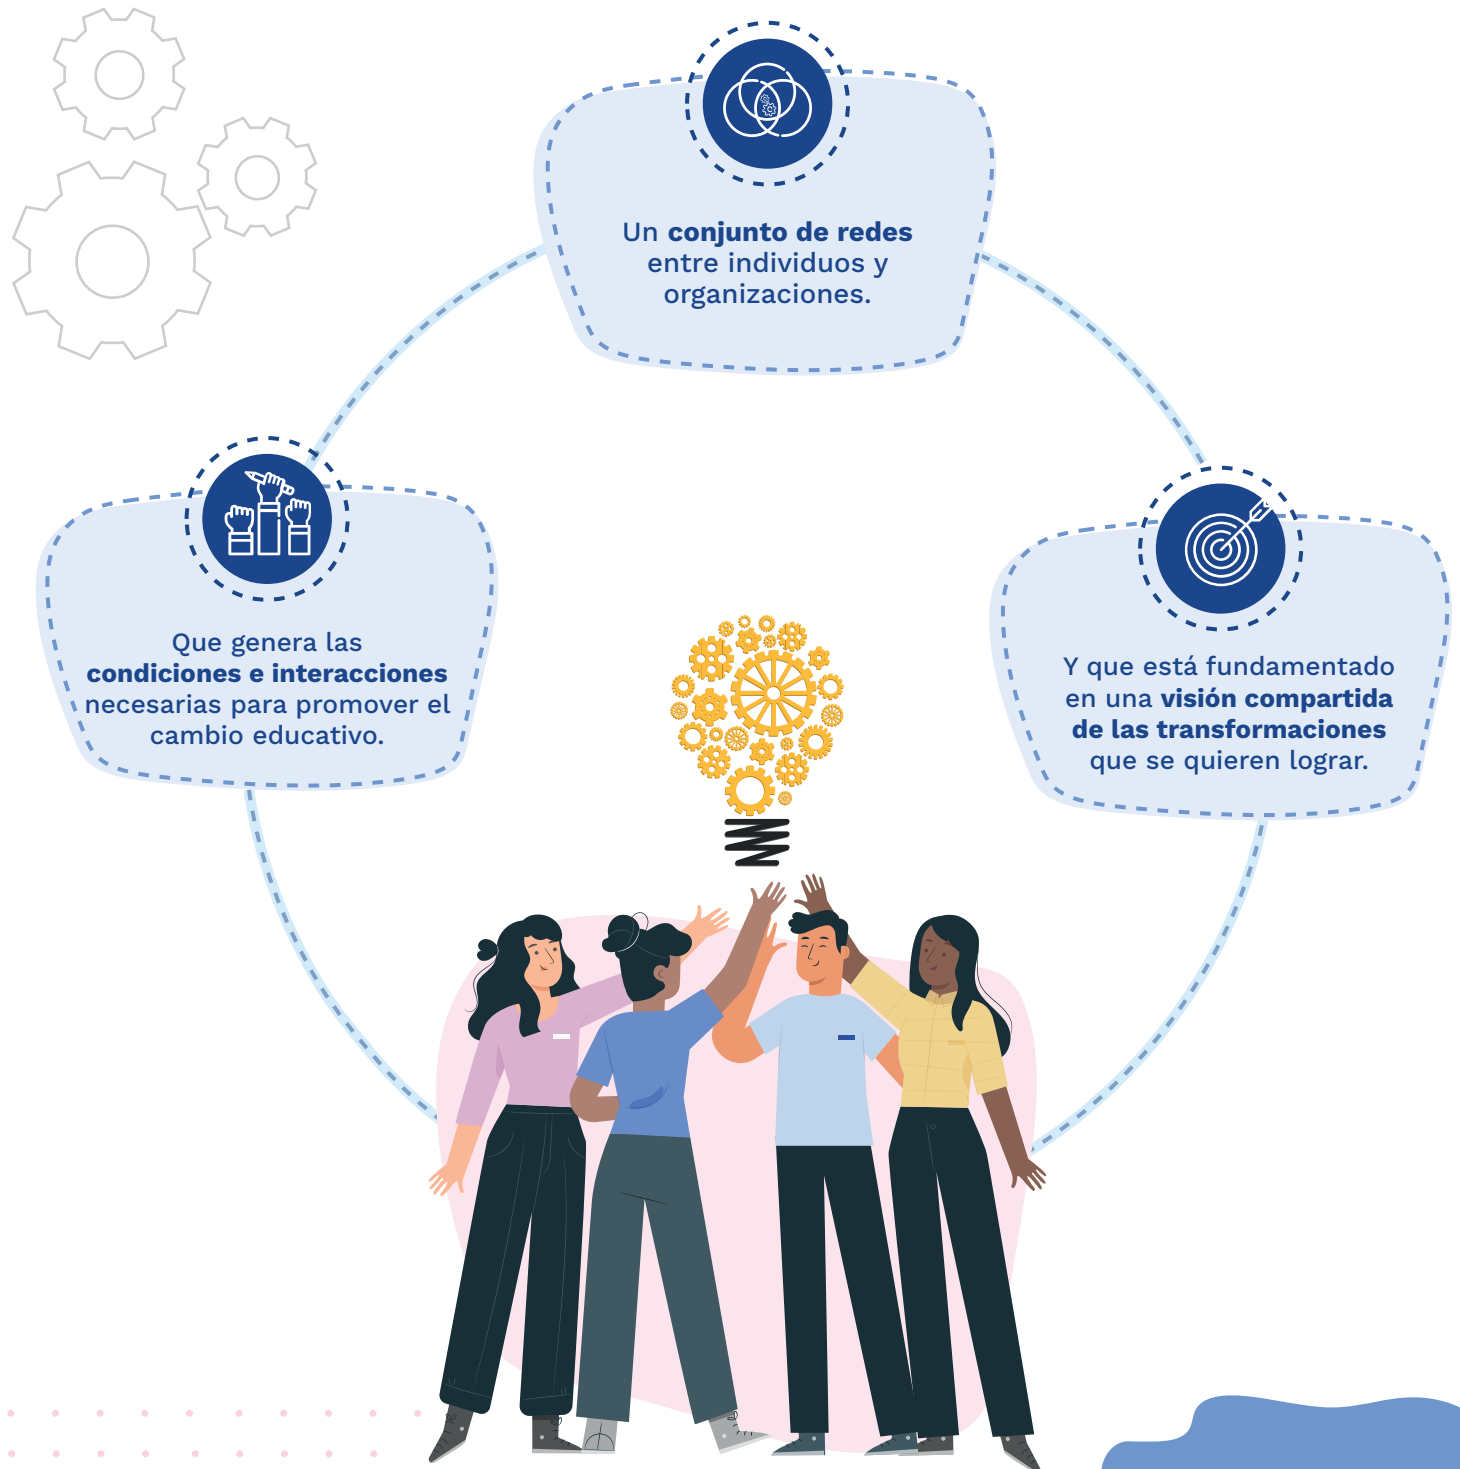 Un conjunto de redes
entre individuos y
organizaciones.
Que genera las
condiciones e interacciones
necesarias para promover el
cambio educativo.
Y que está fundamentado
en una visión compartida
de las transformaciones
que se quieren lograr.